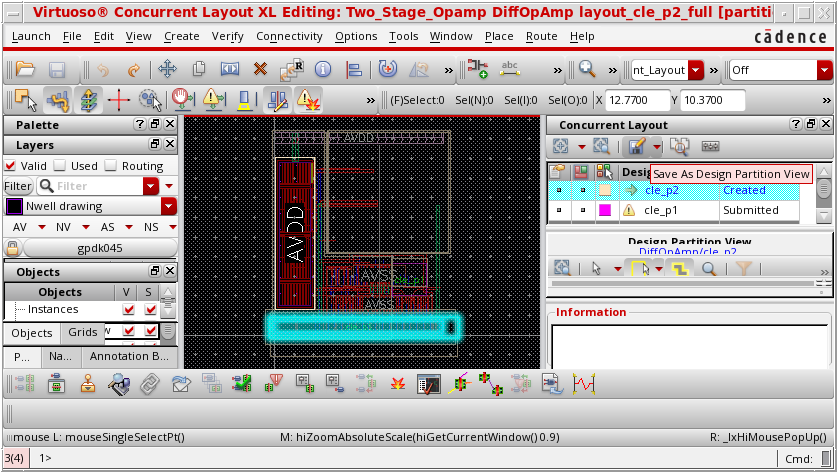 Virtuoso® Concurrent Layout XL Editing: Two_Stage_Opamp DiffOpAmp layout_cle_p2_full [partiti
Launch File Edit View Create Verify Connectivity Options Tools Window Place Route Help
cādence
» » » nt_Layout » Off
(F)Select:0 Sel(N):0 Sel(I):0 Sel(O):0 X 12.7700 Y 10.3700
Palette
Layers
Valid Used Routing
Filter Filter
Nwell drawing
AV NV AS NS
gpdk045
Objects
Objects V S
Instances
Objects Grids
P... Na... Annotation B...
AVDD
AVDD
AVSS
cle_p1
AVSS
Concurrent Layout
Desig
Save As Design Partition View
cle_p2 Created
cle_p1 Submitted
Design Partition View
DiffOpAmp/cle_p2
Information
mouse L: mouseSingleSelectPt() M: hiZoomAbsoluteScale(hiGetCurrentWindow() 0.9) R: _lxHiMousePopUp()
3(4) 1> Cmd: